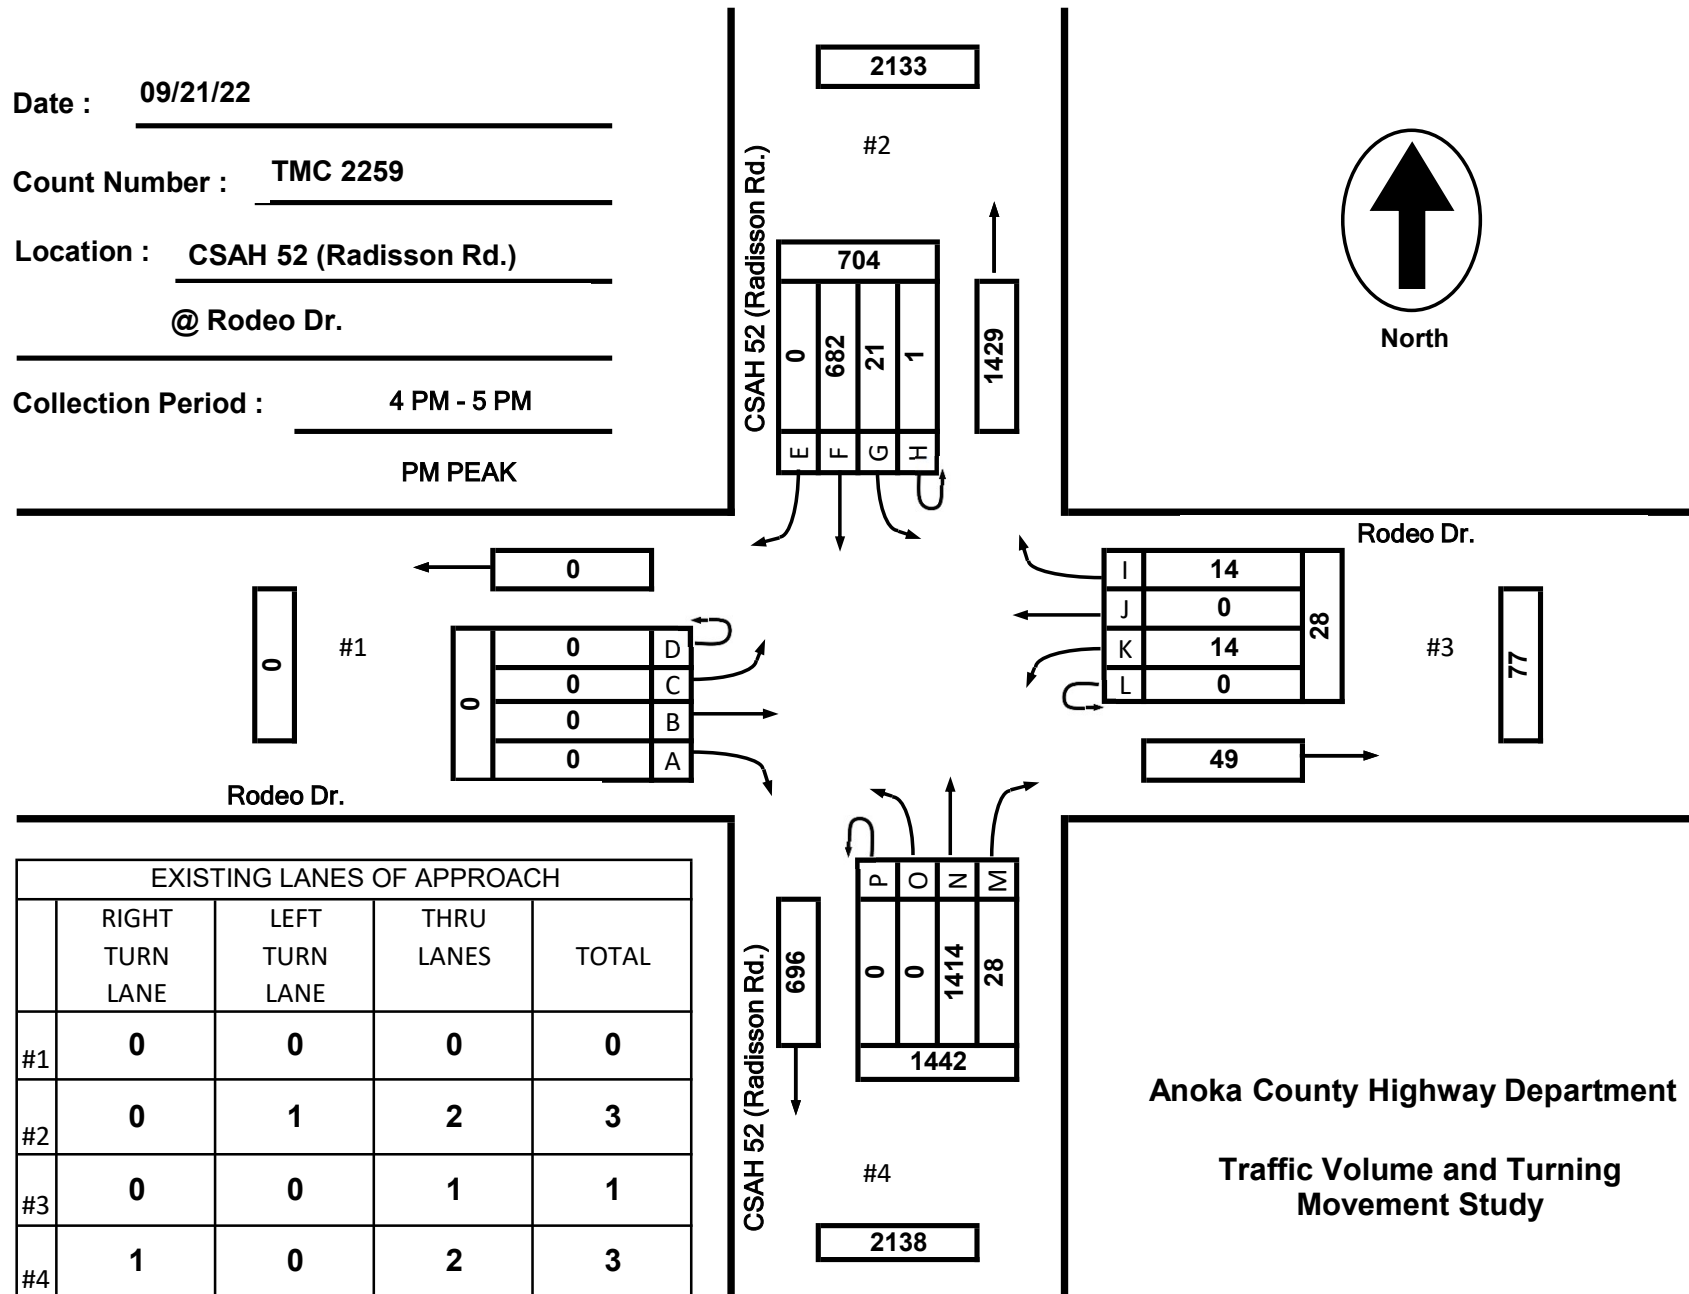 Date : 09/21/22
Count Number : TMC 2259
Location : CSAH 52 (Radisson Rd.)
@ Rodeo Dr.
Collection Period : 4 PM - 5 PM
PM PEAK
2133
#2
CSAH 52 (Radisson Rd.)
704
0 682 21 1
E F G H
1429
North
Rodeo Dr.
0
0
#1
0
0 D
0 C
0 B
0 A
Rodeo Dr.
I 14
J 0
K 14
L 0
28
#3
77
49
P O N M
0 0 1414 28
1442
696
CSAH 52 (Radisson Rd.)
#4
2138
EXISTING LANES OF APPROACH
RIGHT TURN LANE LEFT TURN LANE THRU LANES TOTAL
#1 0 0 0 0
#2 0 1 2 3
#3 0 0 1 1
#4 1 0 2 3
Anoka County Highway Department
Traffic Volume and Turning
Movement Study